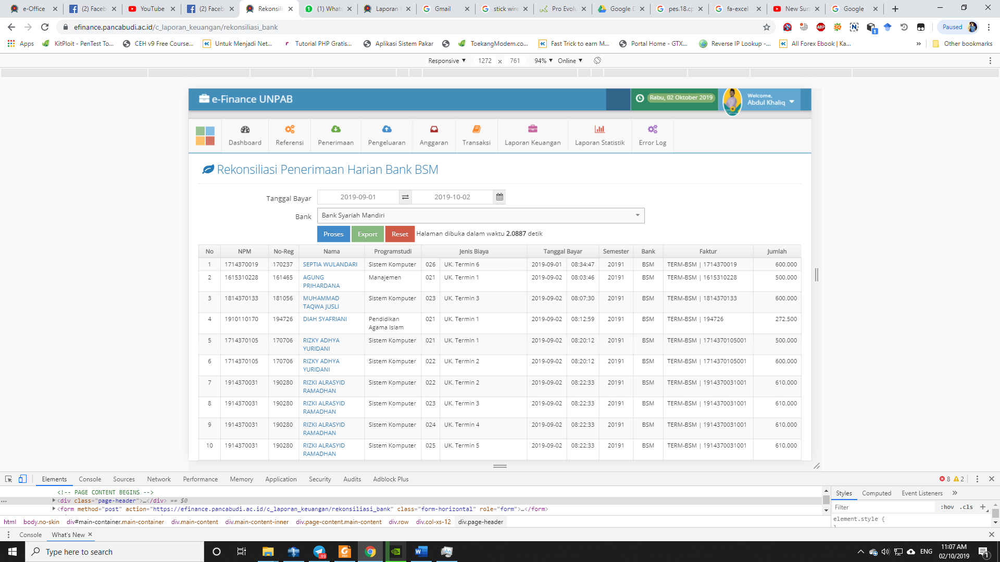 e-Office
(2) Faceb
YouTube
(2) Faceb
Rekonsili
(1) Whats
Laporan
Gmail
stick wire
Pro Evolu
Google D
pes.18.cp
fa-excel
New Sura
Google
efinance.pancabudi.ac.id/c_laporan_keuangan/rekonsiliasi_bank
Paused
Apps
KitPloit - PenTest To...
CEH v9 Free Course...
Untuk Menjadi Net...
Tutorial PHP Gratis...
Aplikasi Sistem Pakar
ToekangModem.co...
Fast Trick to earn M...
Portal Home - GTX...
Reverse IP Lookup -...
All Forex Ebook | Ka...
»
Other bookmarks
Responsive ▼ 1272 × 761 94% ▼ Online ▼
e-Finance UNPAB
Rabu, 02 Oktober 2019
Welcome,
Abdul Khaliq
Dashboard Referensi Penerimaan Pengeluaran Anggaran Transaksi Laporan Keuangan Laporan Statistik Error Log
Rekonsiliasi Penerimaan Harian Bank BSM
Tanggal Bayar 2019-09-01 2019-10-02
Bank Bank Syariah Mandiri
Proses Export Reset Halaman dibuka dalam waktu 2.0887 detik
No NPM No-Reg Nama Programstudi Jenis Biaya Tanggal Bayar Semester Bank Faktur Jumlah
1 1714370019 170237 SEPTIA WULANDARI Sistem Komputer 026 UK. Termin 6 2019-09-01 08:34:47 20191 BSM TERM-BSM | 1714370019 600.000
2 1615310228 161465 AGUNG PRIHARDANA Manajemen 021 UK. Termin 1 2019-09-02 08:03:46 20191 BSM TERM-BSM | 1615310228 500.000
3 1814370133 181056 MUHAMMAD TAQWA JUSLI Sistem Komputer 023 UK. Termin 3 2019-09-02 08:07:30 20191 BSM TERM-BSM | 1814370133 600.000
4 1910110170 194726 DIAH SYAFRIANI Pendidikan Agama Islam 021 UK. Termin 1 2019-09-02 08:12:59 20191 BSM TERM-BSM | 194726 272.500
5 1714370105 170706 RIZKY ADHYA YURIDANI Sistem Komputer 021 UK. Termin 1 2019-09-02 08:20:12 20191 BSM TERM-BSM | 1714370105001 500.000
6 1714370105 170706 RIZKY ADHYA YURIDANI Sistem Komputer 022 UK. Termin 2 2019-09-02 08:20:12 20191 BSM TERM-BSM | 1714370105001 600.000
7 1914370031 190280 RIZKI ALRASYID RAMADHAN Sistem Komputer 022 UK. Termin 2 2019-09-02 08:22:33 20191 BSM TERM-BSM | 1914370031001 610.000
8 1914370031 190280 RIZKI ALRASYID RAMADHAN Sistem Komputer 023 UK. Termin 3 2019-09-02 08:22:33 20191 BSM TERM-BSM | 1914370031001 610.000
9 1914370031 190280 RIZKI ALRASYID RAMADHAN Sistem Komputer 024 UK. Termin 4 2019-09-02 08:22:33 20191 BSM TERM-BSM | 1914370031001 610.000
10 1914370031 190280 RIZKI ALRASYID RAMADHAN Sistem Komputer 025 UK. Termin 5 2019-09-02 08:22:33 20191 BSM TERM-BSM | 1914370031001 610.000
Elements Console Sources Network Performance Memory Application Security Audits Adblock Plus 8 2
<!-- PAGE CONTENT BEGINS -->
<div class="page-header">…</div> == $0
<form method="post" action="https://efinance.pancabudi.ac.id/c_laporan_keuangan/rekonsiliasi_bank" class="form-horizontal" role="form">…</form>
html body.no-skin div#main-container.main-container div.main-content div.main-content-inner div.page-content.main-content div.row div.col-xs-12 div.page-header
Styles Computed Event Listeners »
Filter :hov .cls +
element.style {
Console What's New
Type here to search
99
ENG
11:07 AM
02/10/2019
1